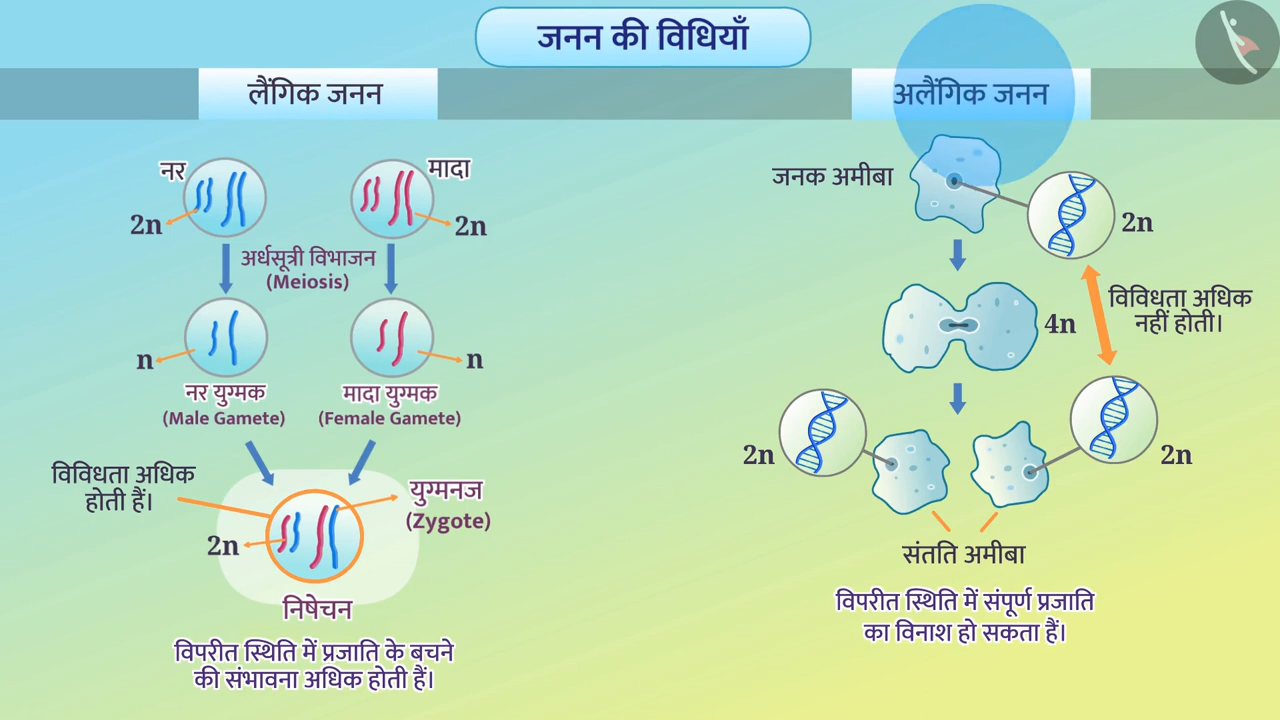 जनन की विधियाँ
लैंगिक जनन
अलैंगिक जनन
नर
मादा
2n
2n
अर्धसूत्री विभाजन
(Meiosis)
n
n
नर युग्मक
(Male Gamete)
मादा युग्मक
(Female Gamete)
विविधता अधिक
होती हैं।
युग्मनज
(Zygote)
2n
निषेचन
विपरीत स्थिति में प्रजाति के बचने
की संभावना अधिक होती हैं।
जनक अमीबा
2n
विविधता अधिक
नहीं होती।
4n
2n
2n
संतति अमीबा
विपरीत स्थिति में संपूर्ण प्रजाति
का विनाश हो सकता हैं।